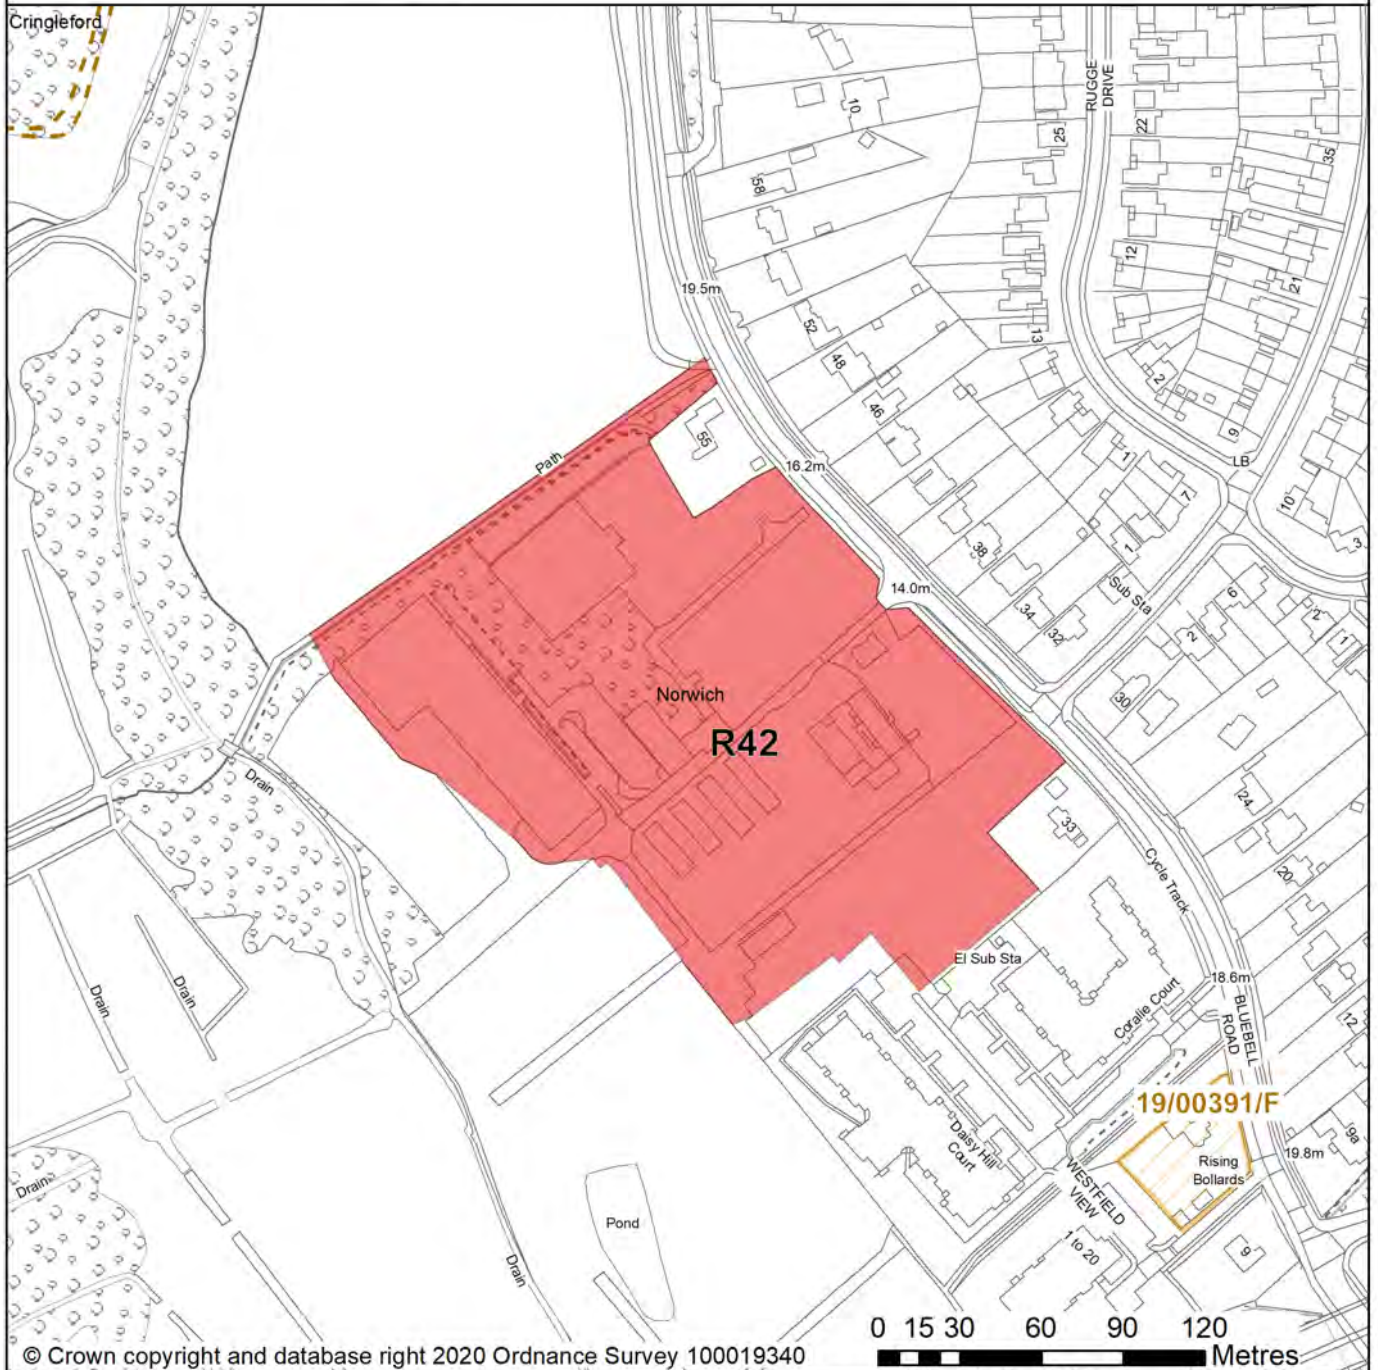 Cringleford
RUGGE
DRIVE
10
25
22
35
58
12
21
19.5m
52
13
48
2
46
9
55
Path
16.2m
1
LB
7
10
3
38
1
14.0m
Sub Sta
34
32
6
2
2
1
30
Norwich
R42
Drain
24
33
Cycle Track
20
El Sub Sta
Drain
Drain
18.6m
Coralie Court
BLUEBELL
ROAD
12
19/00391/F
9a
Daisy Hill
Court
19.8m
Rising
Bollards
Drain
WESTFIELD
VIEW
Pond
1 to 20
9
Drain
0 15 30 60 90 120
Metres
© Crown copyright and database right 2020 Ordnance Survey 100019340